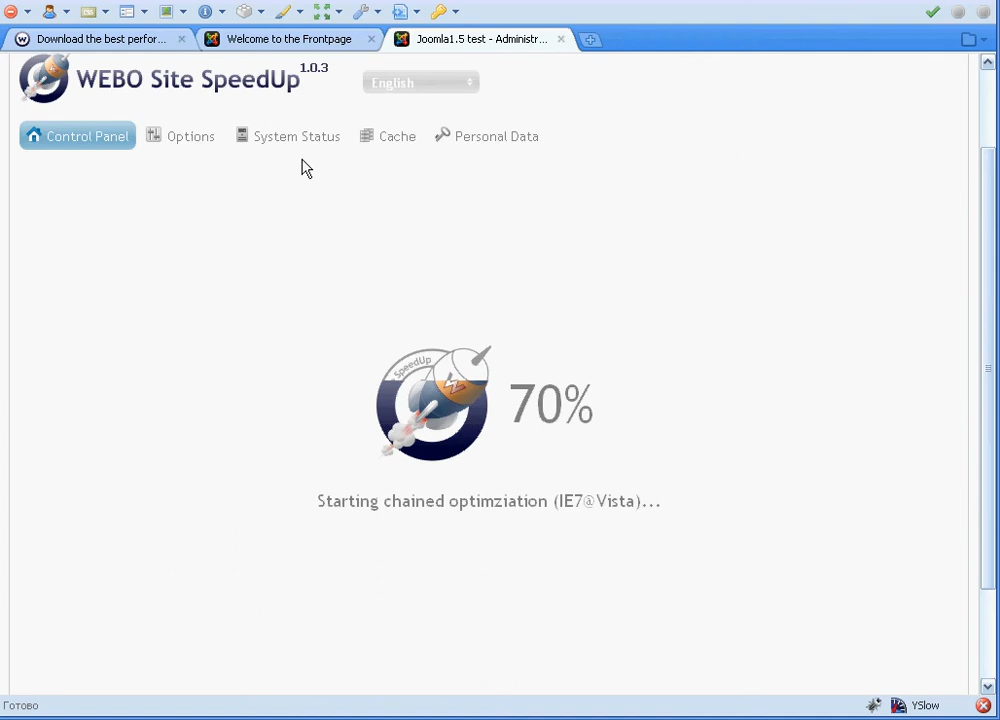 Download the best perfor...
Welcome to the Frontpage
Joomla1.5 test - Administr...
WEBO Site SpeedUp 1.0.3
English
Control Panel
Options
System Status
Cache
Personal Data
SpeedUp
W
70%
Starting chained optimziation (IE7@Vista)...
Готово
YSlow